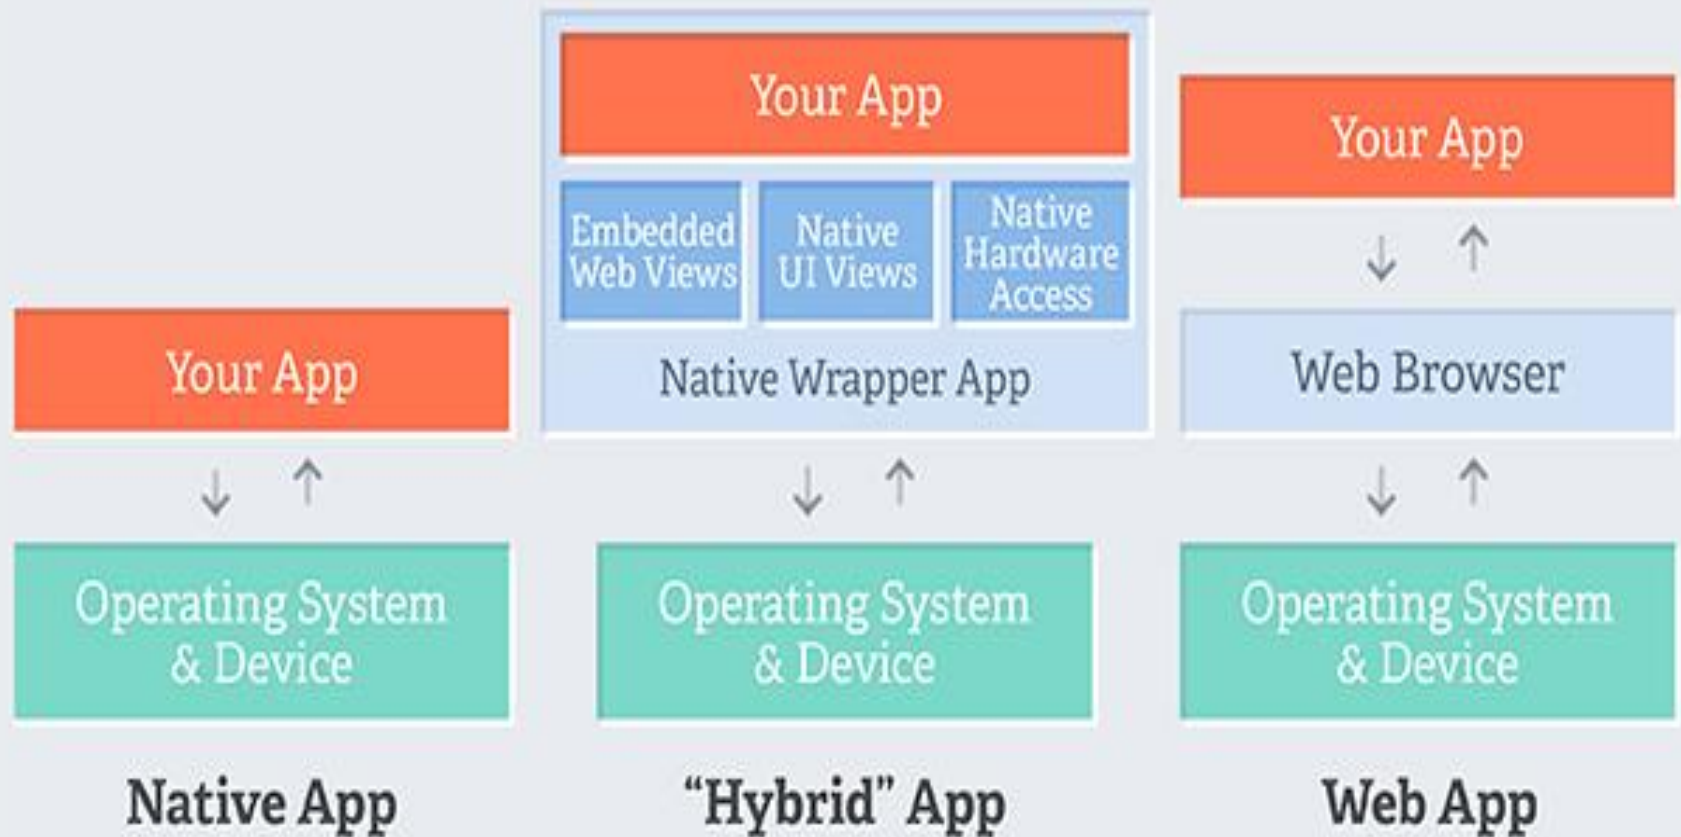 Your App
Operating System
& Device
Native App
Your App
Embedded
Web Views
Native
UI Views
Native
Hardware
Access
Native Wrapper App
Operating System
& Device
“Hybrid” App
Your App
Web Browser
Operating System
& Device
Web App